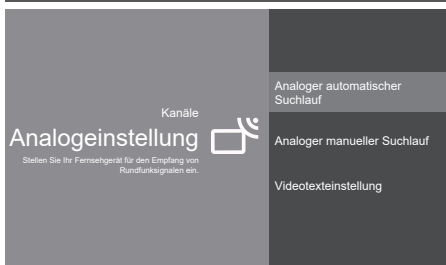 Kanäle
Analogeinstellung
Stellen Sie Ihr Fernsehgerät für den Empfang von
Rundfunksignalen ein.
Analoger automatischer
Suchlauf
Analoger manueller Suchlauf
Videotexteinstellung